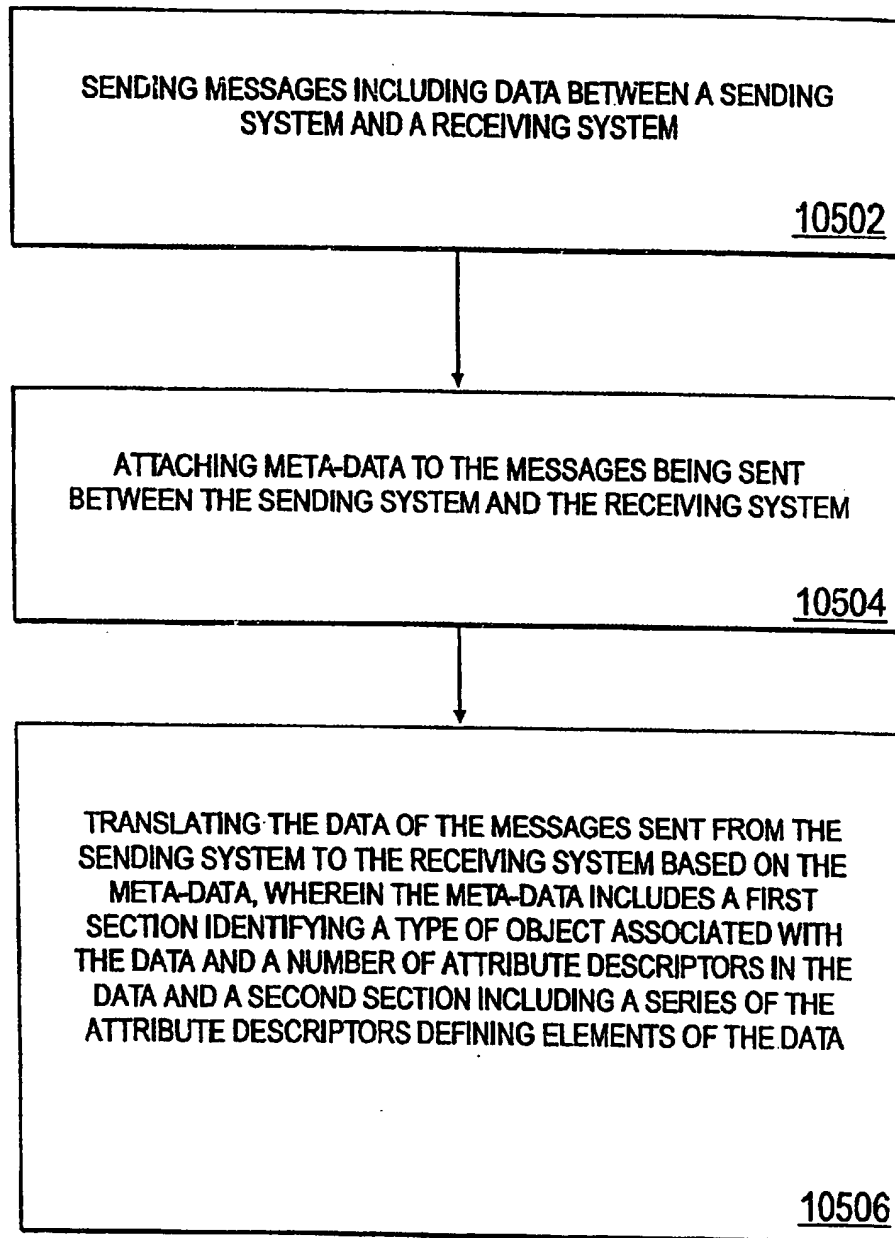 SENDING MESSAGES INCLUDING DATA BETWEEN A SENDING
SYSTEM AND A RECEIVING SYSTEM
10502
ATTACHING META-DATA TO THE MESSAGES BEING SENT
BETWEEN THE SENDING SYSTEM AND THE RECEIVING SYSTEM
10504
TRANSLATING THE DATA OF THE MESSAGES SENT FROM THE
SENDING SYSTEM TO THE RECEIVING SYSTEM BASED ON THE
META-DATA, WHEREIN THE META-DATA INCLUDES A FIRST
SECTION IDENTIFYING A TYPE OF OBJECT ASSOCIATED WITH
THE DATA AND A NUMBER OF ATTRIBUTE DESCRIPTORS IN THE
DATA AND A SECOND SECTION INCLUDING A SERIES OF THE
ATTRIBUTE DESCRIPTORS DEFINING ELEMENTS OF THE DATA
10506